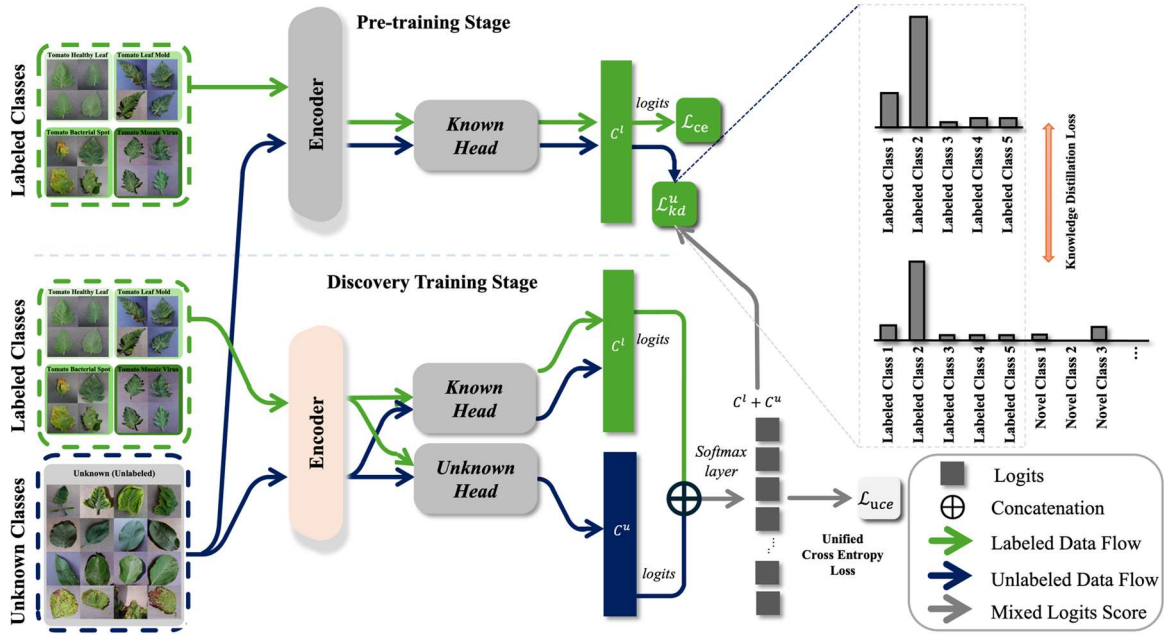 Pre-training Stage
Labeled Classes
Tomato Healthy Leaf
Tomato Leaf Mold
Tomato Bacterial Spot
Tomato Mosaic Virus
Encoder
Known
Head
C^l
logits
ℒ_ce
ℒ^u_kd
Labeled Class 1
Labeled Class 2
Labeled Class 3
Labeled Class 4
Labeled Class 5
Knowledge Distillation Loss
Labeled Class 1
Labeled Class 2
Labeled Class 3
Labeled Class 4
Labeled Class 5
Novel Class 1
Novel Class 2
Novel Class 3
...
Discovery Training Stage
Labeled Classes
Tomato Healthy Leaf
Tomato Leaf Mold
Tomato Bacterial Spot
Tomato Mosaic Virus
Unknown Classes
Unknown (Unlabeled)
Encoder
Known
Head
Unknown
Head
C^l
logits
C^u
logits
Softmax
layer
C^l + C^u
...
...
ℒ_uce
Unified
Cross Entropy
Loss
Logits
Concatenation
Labeled Data Flow
Unlabeled Data Flow
Mixed Logits Score